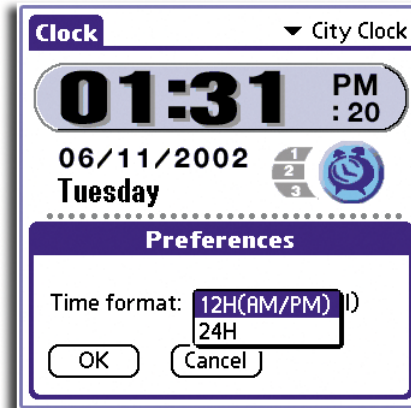 Clock City Clock
01:31 PM
:20
06/11/2002
1
2
3
Tuesday
Preferences
Time format: 12H(AM/PM)
24H
OK Cancel